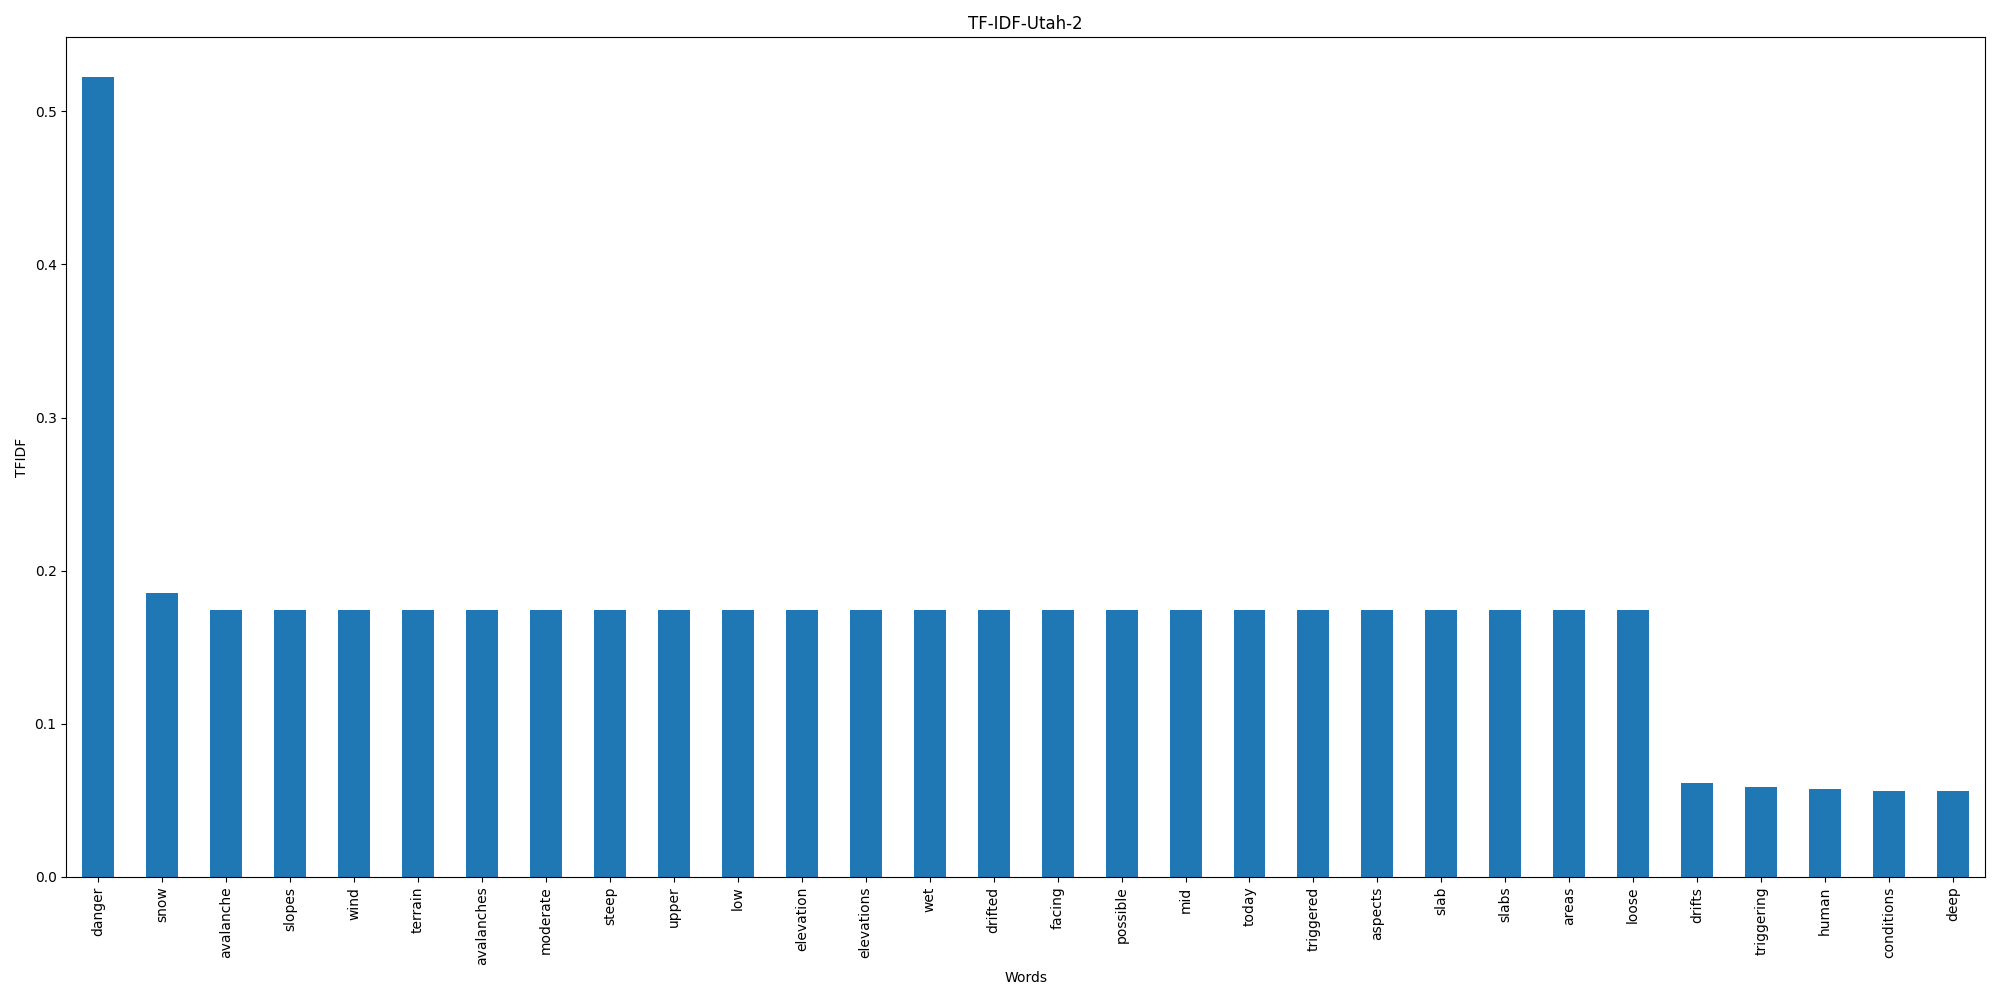 TF-IDF-Utah-2
TFIDF
0.5
0.4
0.3
0.2
0.1
0.0
danger
snow
avalanche
slopes
wind
terrain
avalanches
moderate
steep
upper
low
elevation
elevations
wet
drifted
facing
possible
mid
today
triggered
aspects
slab
slabs
areas
loose
drifts
triggering
human
conditions
deep
Words